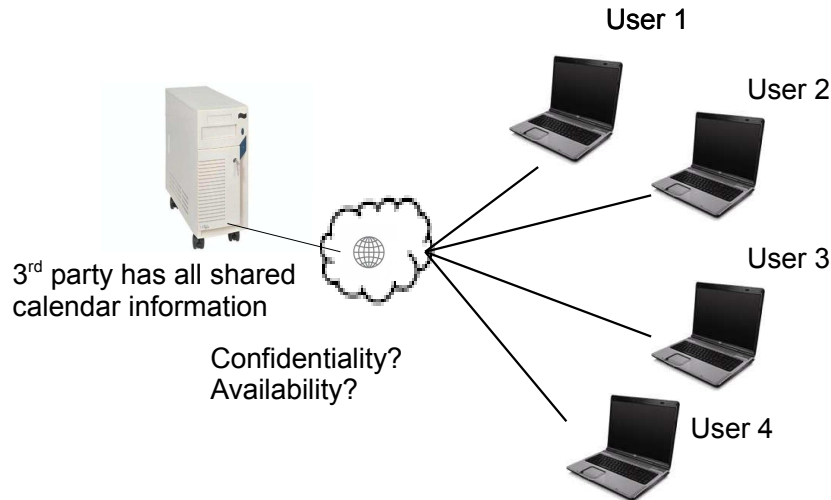 User 1
User 2
3rd party has all shared
calendar information
User 3
Confidentiality?
Availability?
User 4